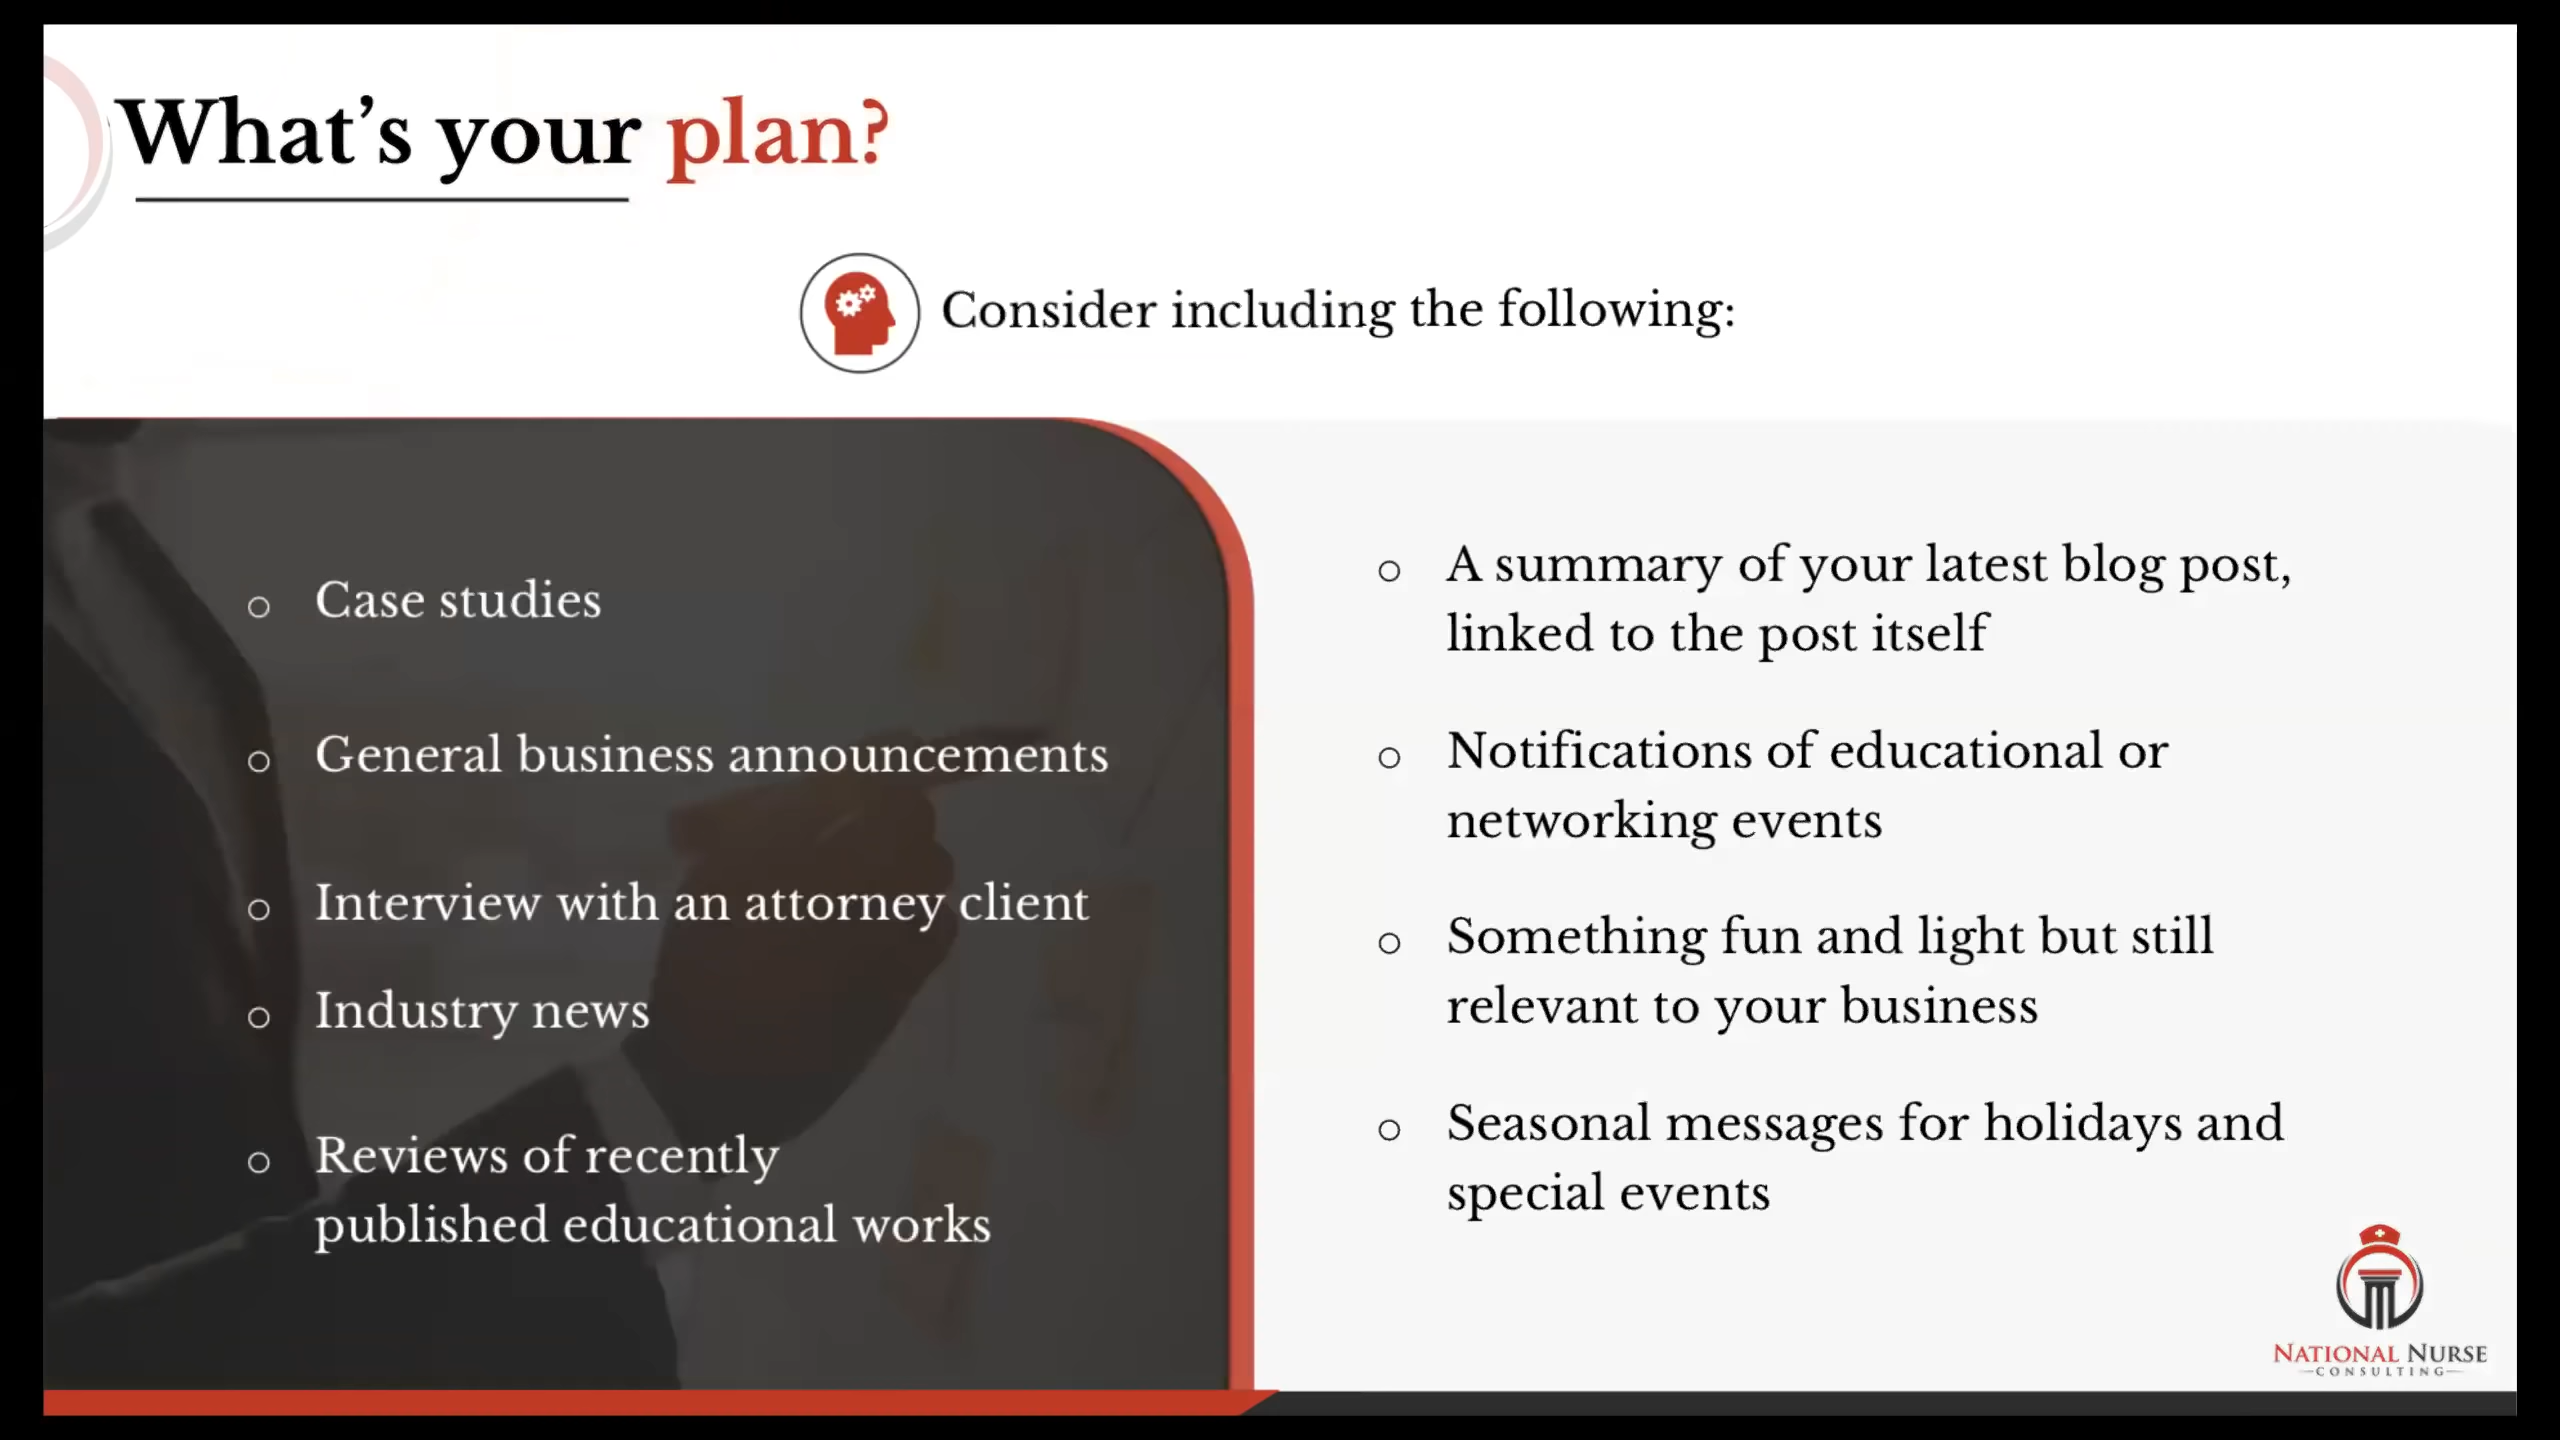 What’s your plan?
Consider including the following:
Case studies
General business announcements
Interview with an attorney client
Industry news
Reviews of recently
published educational works
A summary of your latest blog post,
linked to the post itself
Notifications of educational or
networking events
Something fun and light but still
relevant to your business
Seasonal messages for holidays and
special events
NATIONAL NURSE
CONSULTING